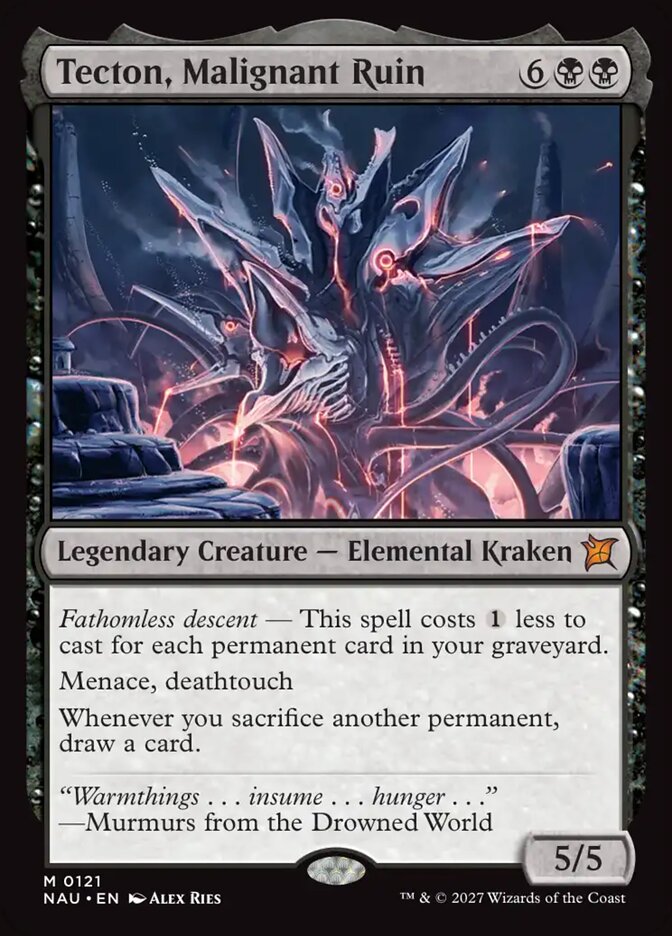 Tecton, Malignant Ruin 6
Legendary Creature — Elemental Kraken
Fathomless descent — This spell costs 1 less to
cast for each permanent card in your graveyard.
Menace, deathtouch
Whenever you sacrifice another permanent,
draw a card.
“Warmthings . . . insume . . . hunger . . .”
—Murmurs from the Drowned World
5/5
M 0121
NAU • EN Alex Ries
™ & © 2027 Wizards of the Coast